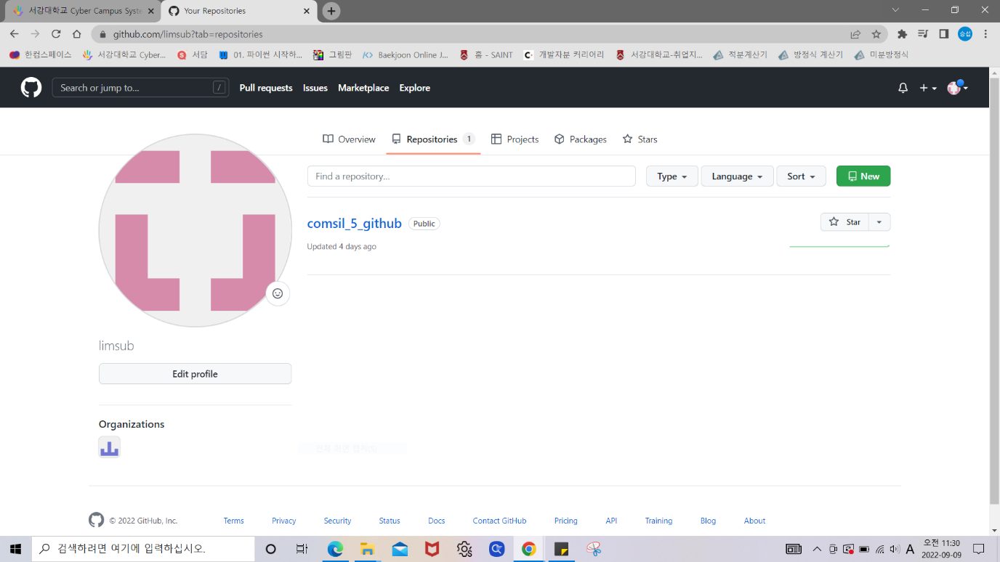 서강대학교 Cyber Campus Syste
Your Repositories
github.com/limsub?tab=repositories
승섭
한컴스페이스
서강대학교 Cyber...
서담
01. 파이썬 시작하...
그림판
Baekjoon Online J...
홈 - SAINT
개발자분 커리어리
서강대학교-취업지...
적분계산기
방정식 계산기
미분방정식
Search or jump to...
/
Pull requests
Issues
Marketplace
Explore
Overview
Repositories 1
Projects
Packages
Stars
Find a repository...
Type
Language
Sort
New
comsil_5_github
Public
Star
Updated 4 days ago
limsub
Edit profile
Organizations
© 2022 GitHub, Inc.
Terms
Privacy
Security
Status
Docs
Contact GitHub
Pricing
API
Training
Blog
About
검색하려면 여기에 입력하십시오.
A
오전 11:30
2022-09-09